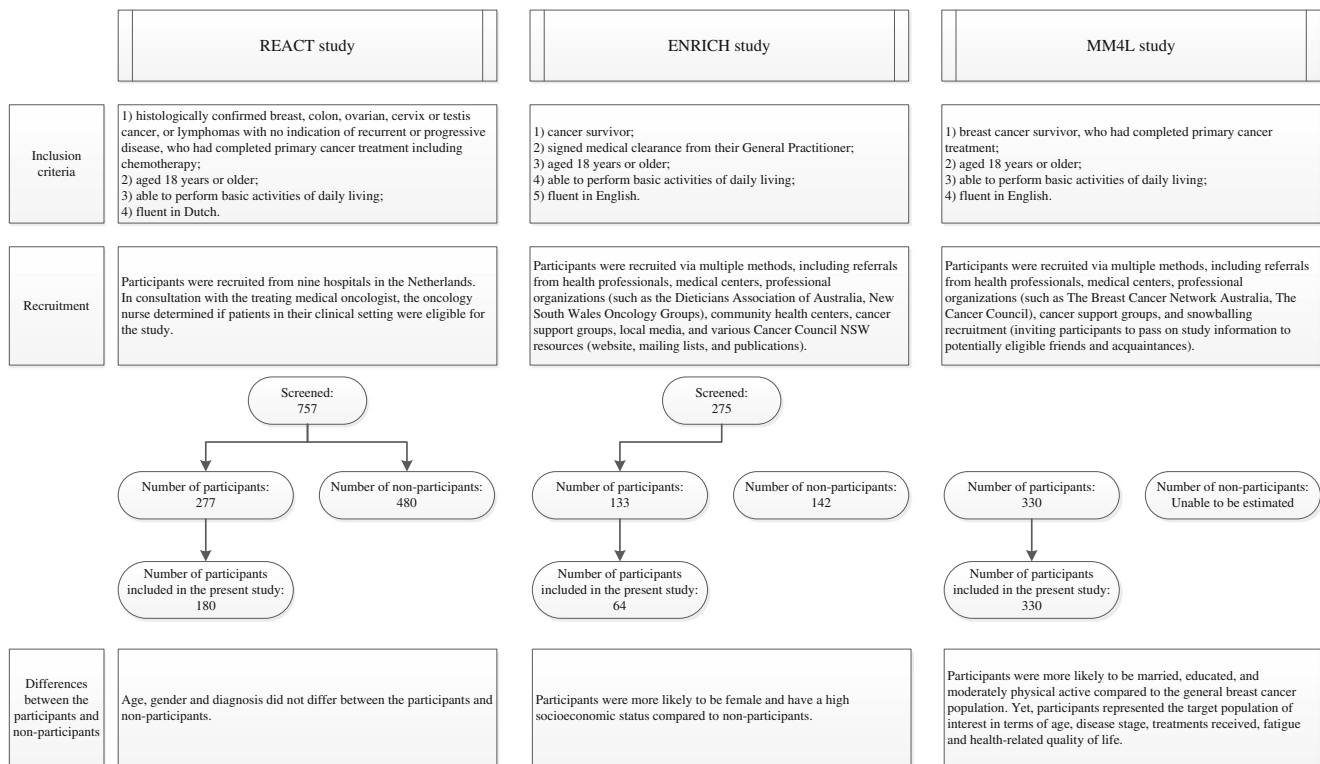 REACT study
ENRICH study
MM4L study
Inclusion
criteria
1) histologically confirmed breast, colon, ovarian, cervix or testis
cancer, or lymphomas with no indication of recurrent or progressive
disease, who had completed primary cancer treatment including
chemotherapy;
2) aged 18 years or older;
3) able to perform basic activities of daily living;
4) fluent in Dutch.
1) cancer survivor;
2) signed medical clearance from their General Practitioner;
3) aged 18 years or older;
4) able to perform basic activities of daily living;
5) fluent in English.
1) breast cancer survivor, who had completed primary cancer
treatment;
2) aged 18 years or older;
3) able to perform basic activities of daily living;
4) fluent in English.
Recruitment
Participants were recruited from nine hospitals in the Netherlands.
In consultation with the treating medical oncologist, the oncology
nurse determined if patients in their clinical setting were eligible for
the study.
Participants were recruited via multiple methods, including referrals
from health professionals, medical centers, professional
organizations (such as the Dieticians Association of Australia, New
South Wales Oncology Groups), community health centers, cancer
support groups, local media, and various Cancer Council NSW
resources (website, mailing lists, and publications).
Participants were recruited via multiple methods, including referrals
from health professionals, medical centers, professional
organizations (such as The Breast Cancer Network Australia, The
Cancer Council), cancer support groups, and snowballing
recruitment (inviting participants to pass on study information to
potentially eligible friends and acquaintances).
Screened:
757
Screened:
275
Number of participants:
277
Number of non-participants:
480
Number of participants:
133
Number of non-participants:
142
Number of participants:
330
Number of non-participants:
Unable to be estimated
Number of participants
included in the present study:
180
Number of participants
included in the present study:
64
Number of participants
included in the present study:
330
Differences
between the
participants and
non-participants
Age, gender and diagnosis did not differ between the participants and
non-participants.
Participants were more likely to be female and have a high
socioeconomic status compared to non-participants.
Participants were more likely to be married, educated, and
moderately physical active compared to the general breast cancer
population. Yet, participants represented the target population of
interest in terms of age, disease stage, treatments received, fatigue
and health-related quality of life.